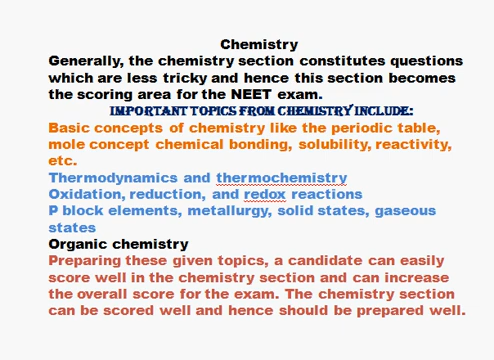 Chemistry
Generally, the chemistry section constitutes questions
which are less tricky and hence this section becomes
the scoring area for the NEET exam.
IMPORTANT TOPICS FROM CHEMISTRY INCLUDE:
Basic concepts of chemistry like the periodic table,
mole concept chemical bonding, solubility, reactivity,
etc.
Thermodynamics and thermochemistry
Oxidation, reduction, and redox reactions
P block elements, metallurgy, solid states, gaseous
states
Organic chemistry
Preparing these given topics, a candidate can easily
score well in the chemistry section and can increase
the overall score for the exam. The chemistry section
can be scored well and hence should be prepared well.